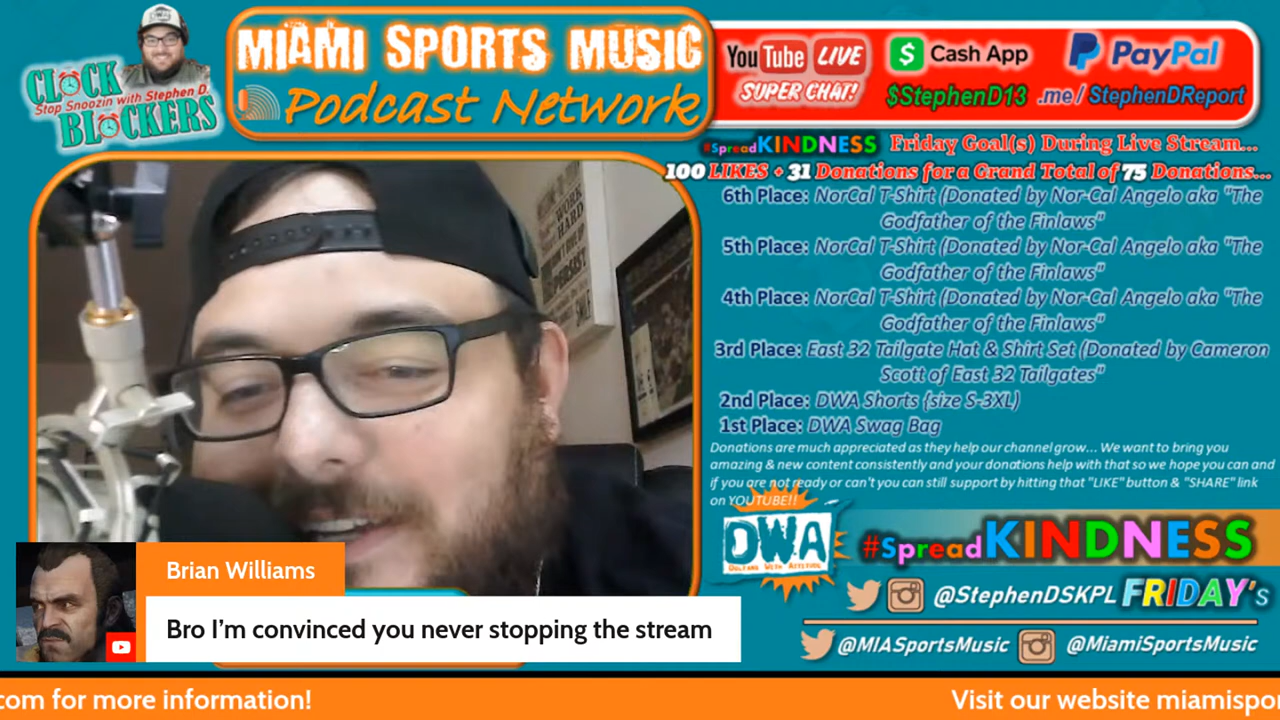 CLOCK
Stop Snoozin with Stephen D.
BLOCKERS
DWA
MIAMI SPORTS MUSIC
Podcast Network
YouTube LIVE
SUPER CHAT!
$ Cash App
$StephenD13
PayPal
.me/StephenDReport
#SpreadKINDNESS Friday Goal(s) During Live Stream...
100 LIKES + 31 Donations for a Grand Total of 75 Donations...
6th Place: NorCal T-Shirt (Donated by Nor-Cal Angelo aka "The
Godfather of the Finlaws"
5th Place: NorCal T-Shirt (Donated by Nor-Cal Angelo aka "The
Godfather of the Finlaws"
4th Place: NorCal T-Shirt (Donated by Nor-Cal Angelo aka "The
Godfather of the Finlaws"
3rd Place: East 32 Tailgate Hat & Shirt Set (Donated by Cameron
Scott of East 32 Tailgates"
2nd Place: DWA Shorts {size S-3XL)
1st Place: DWA Swag Bag
Donations are much appreciated as they help our channel grow... We want to bring you
amazing & new content consistently and your donations help with that so we hope you can and
if you are not ready or can't you can still support by hitting that "LIKE" button & "SHARE" link
on YOUTUBE!!
WORK
HARD
PERSIST
SMILE
DWA
DOLFANS WITH ATTITUDE
#SpreadKINDNESS
@StephenDSKPL FRIDAY's
@MIASportsMusic @MiamiSportsMusic
Brian Williams
Bro I'm convinced you never stopping the stream
com for more information! Visit our website miamispor